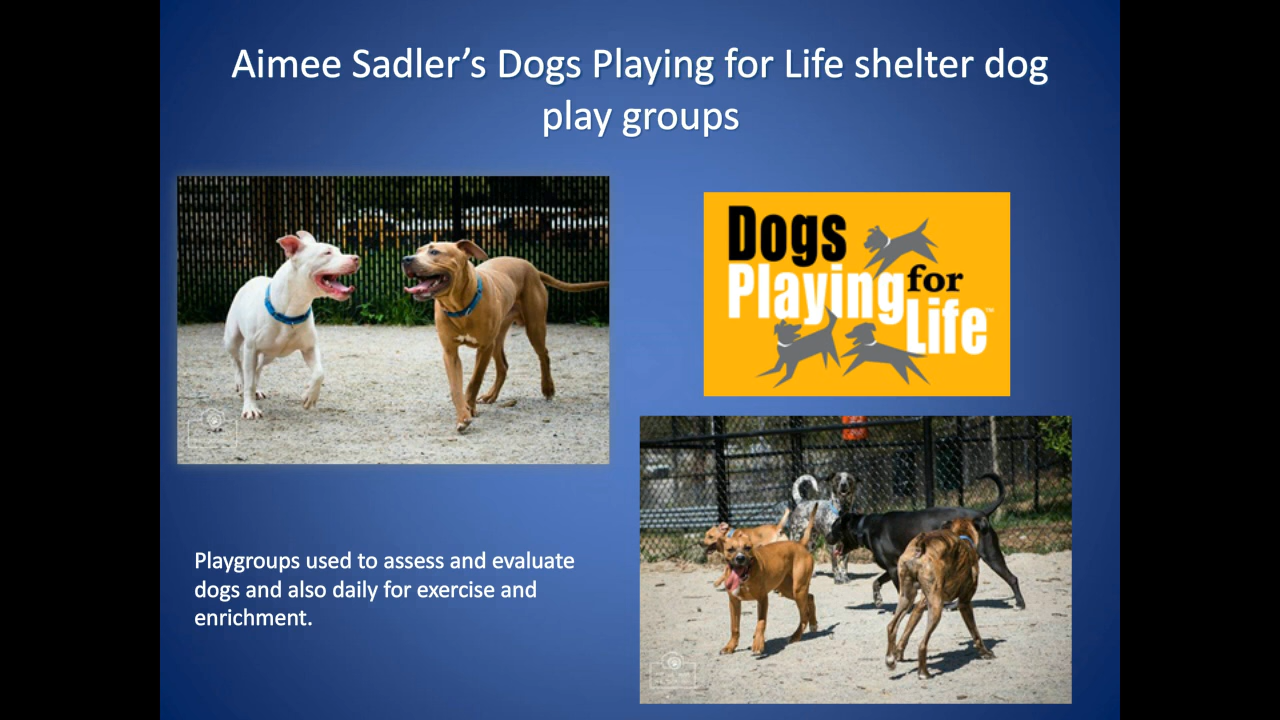 Aimee Sadler’s Dogs Playing for Life shelter dog
play groups
Dogs
Playing for
Life™
Playgroups used to assess and evaluate
dogs and also daily for exercise and
enrichment.